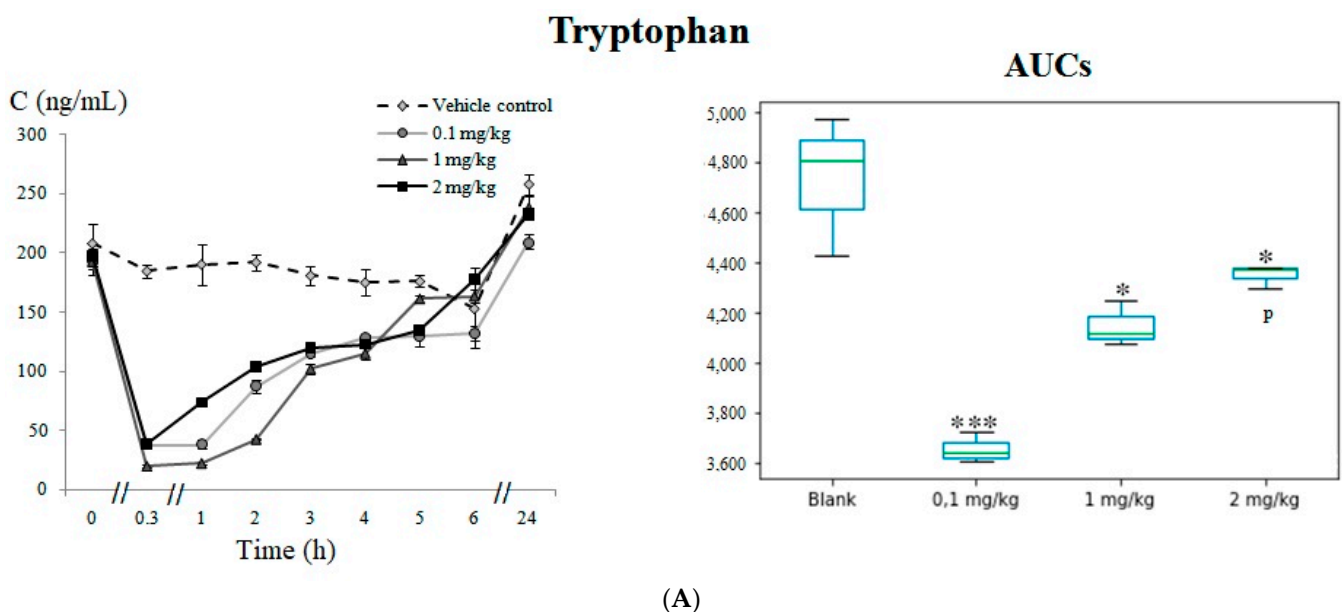 Tryptophan
C (ng/mL)
Vehicle control
0.1 mg/kg
1 mg/kg
2 mg/kg
300
250
200
150
100
50
0
0 // 0.3 // 1 2 3 4 5 6 // 24
Time (h)
AUCs
5,000
4,800
4,600
4,400
4,200
4,000
3,800
3,600
***
*
*
p
Blank 0,1 mg/kg 1 mg/kg 2 mg/kg
(A)